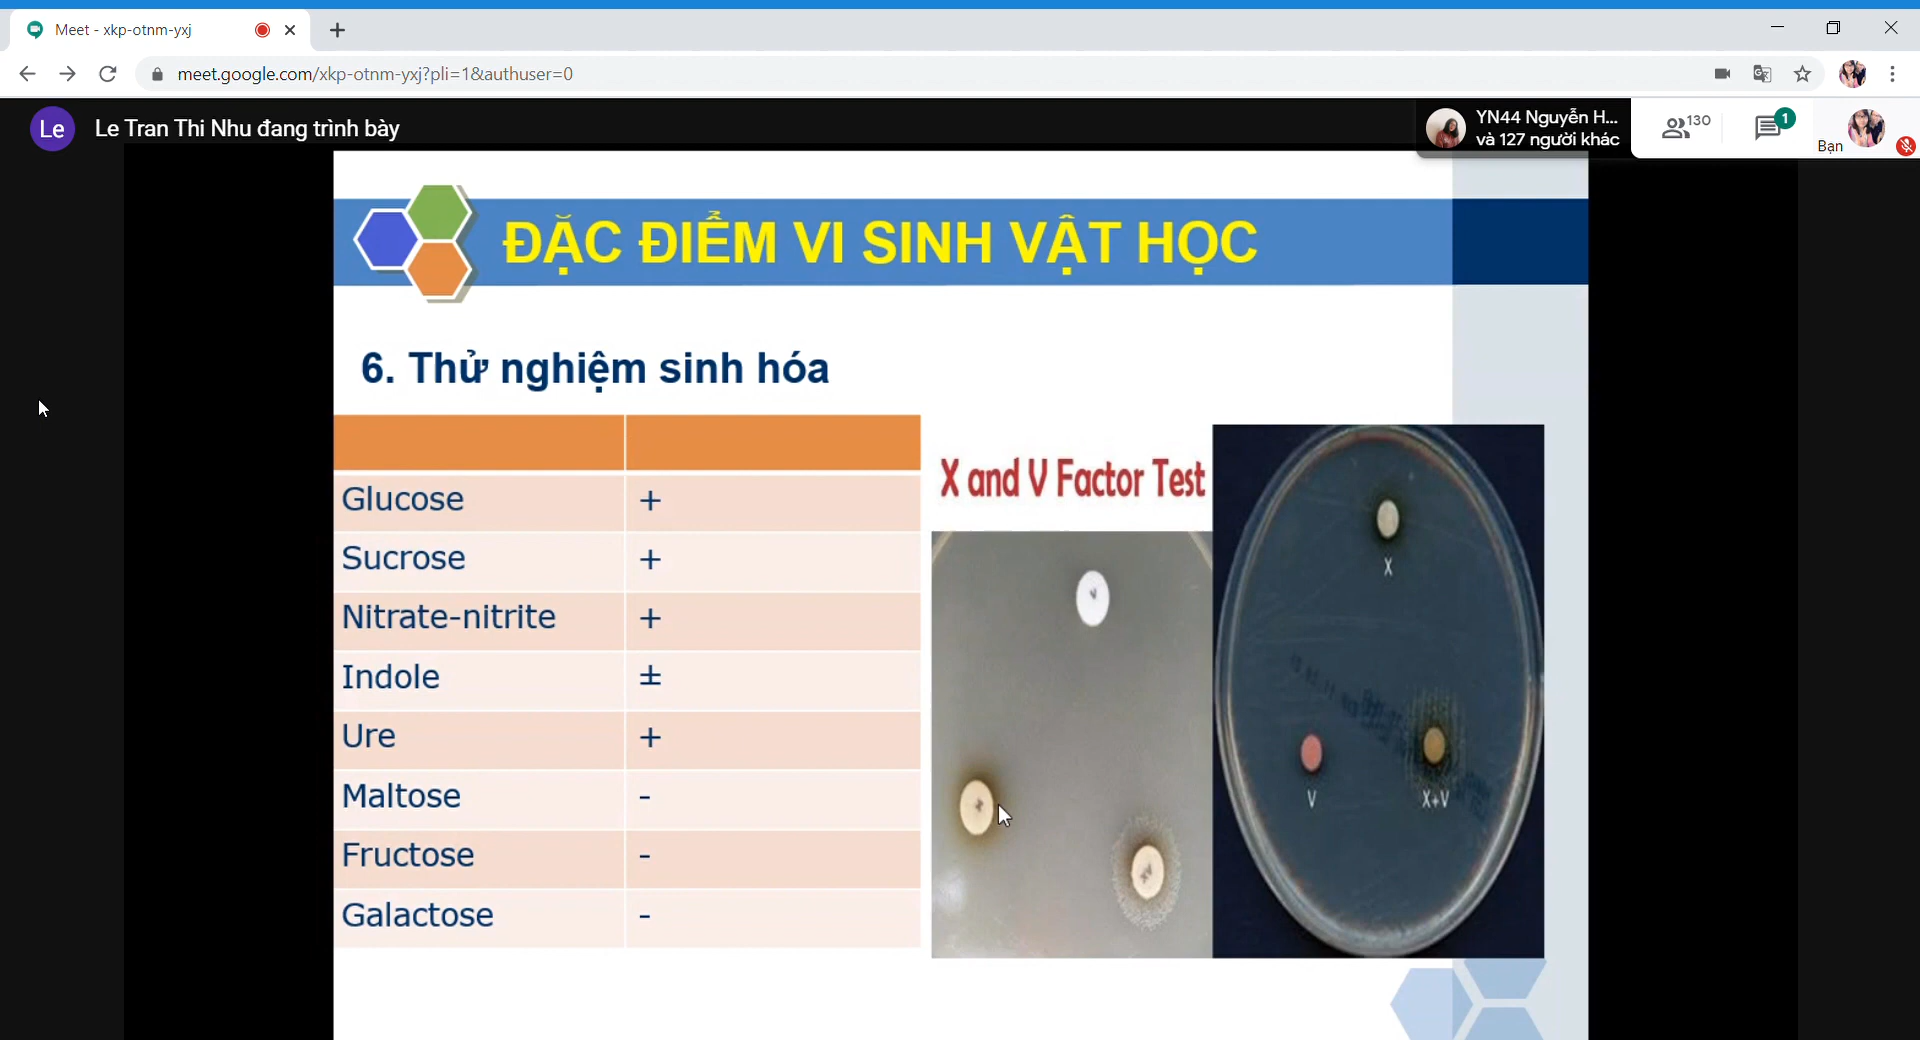 Meet - xkp-otnm-yxj
meet.google.com/xkp-otnm-yxj?pli=1&authuser=0
Le
Le Tran Thi Nhu đang trình bày
YN44 Nguyễn H...
và 127 người khác
130
1
Bạn
ĐẶC ĐIỂM VI SINH VẬT HỌC
6. Thử nghiệm sinh hóa
Glucose +
Sucrose +
Nitrate-nitrite +
Indole ±
Ure +
Maltose -
Fructose -
Galactose -
X and V Factor Test
V
X
XV
X
V
X+V